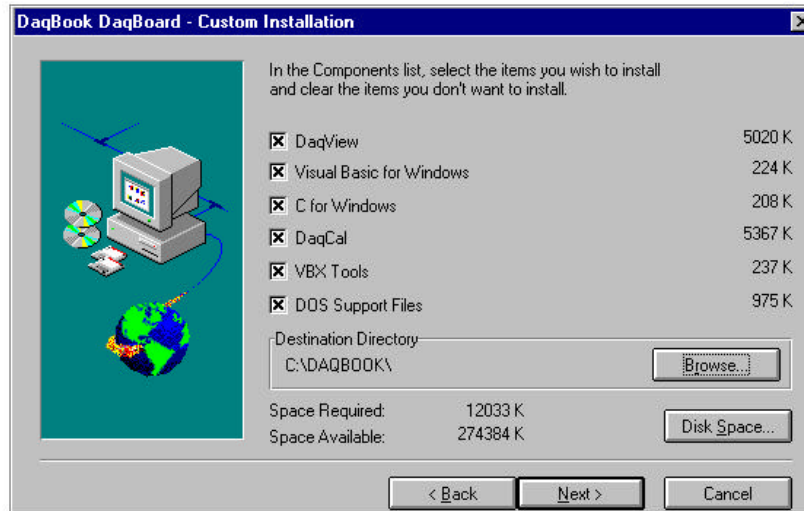 DaqBook DaqBoard - Custom Installation
In the Components list, select the items you wish to install
and clear the items you don't want to install.
DaqView 5020 K
Visual Basic for Windows 224 K
C for Windows 208 K
DaqCal 5367 K
VBX Tools 237 K
DOS Support Files 975 K
Destination Directory
C:\DAQBOOK\
Browse...
Space Required: 12033 K
Space Available: 274384 K
Disk Space...
< Back Next > Cancel